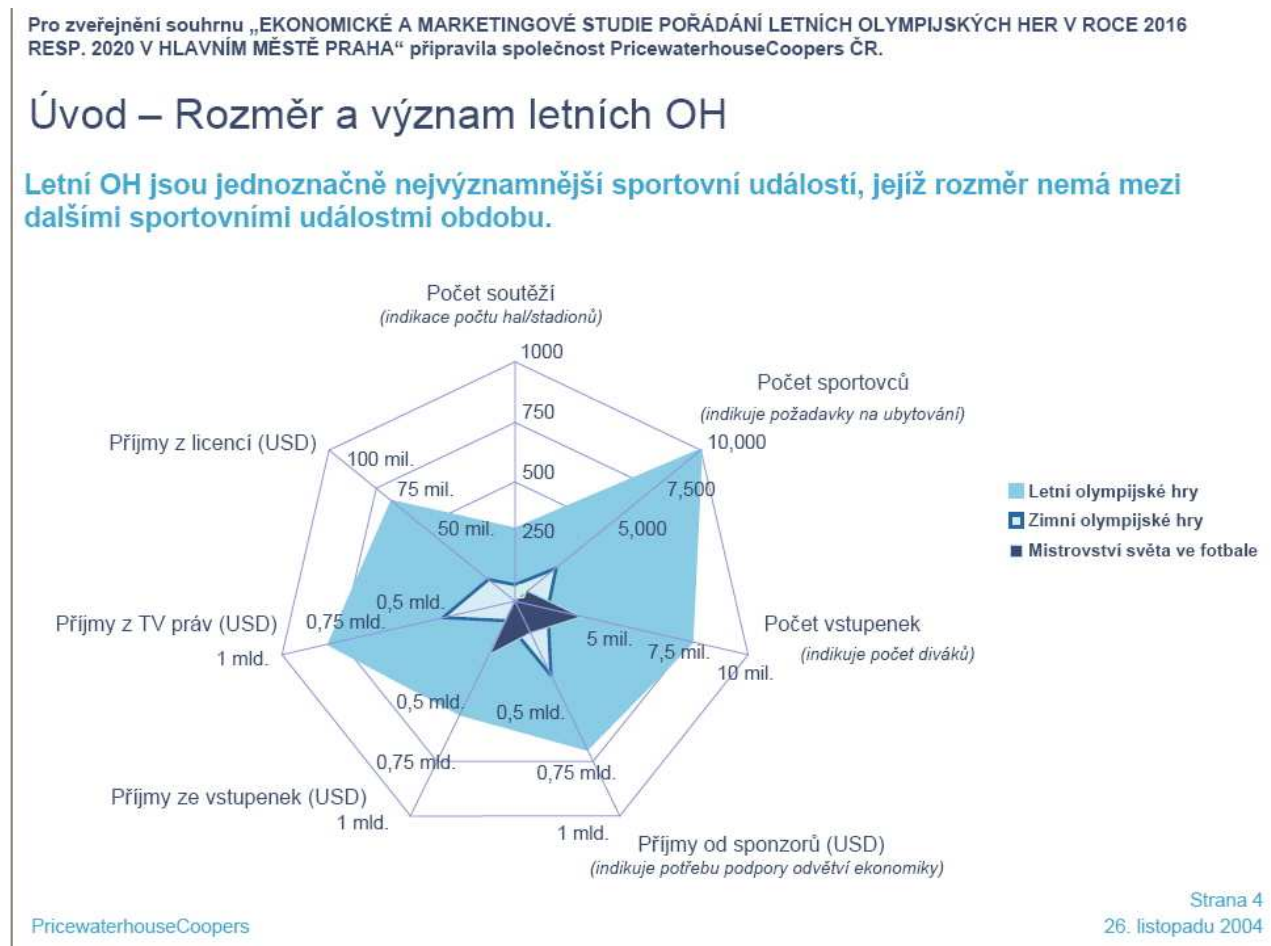 Pro zveřejnění souhrnu „EKONOMICKÉ A MARKETINGOVÉ STUDIE POŘÁDÁNÍ LETNÍCH OLYMPIJSKÝCH HER V ROCE 2016
RESP. 2020 V HLAVNÍM MĚSTĚ PRAHA“ připravila společnost PricewaterhouseCoopers ČR.
Úvod – Rozměr a význam letních OH
Letní OH jsou jednoznačně nejvýznamnější sportovní událostí, jejíž rozměr nemá mezi
dalšími sportovními událostmi obdobu.
Počet soutěží
(indikace počtu hal/stadionů)
1000
750
500
250
Počet sportovců
(indikuje požadavky na ubytování)
10,000
7,500
5,000
Počet vstupenek
(indikuje počet diváků)
5 mil.
7,5 mil.
10 mil.
Příjmy od sponzorů (USD)
(indikuje potřebu podpory odvětví ekonomiky)
0,5 mld.
0,75 mld.
1 mld.
Příjmy ze vstupenek (USD)
0,5 mld.
0,75 mld.
1 mld.
Příjmy z TV práv (USD)
0,5 mld.
0,75 mld.
1 mld.
Příjmy z licencí (USD)
100 mil.
75 mil.
50 mil.
Letní olympijské hry
Zimní olympijské hry
Mistrovství světa ve fotbale
PricewaterhouseCoopers
Strana 4
26. listopadu 2004